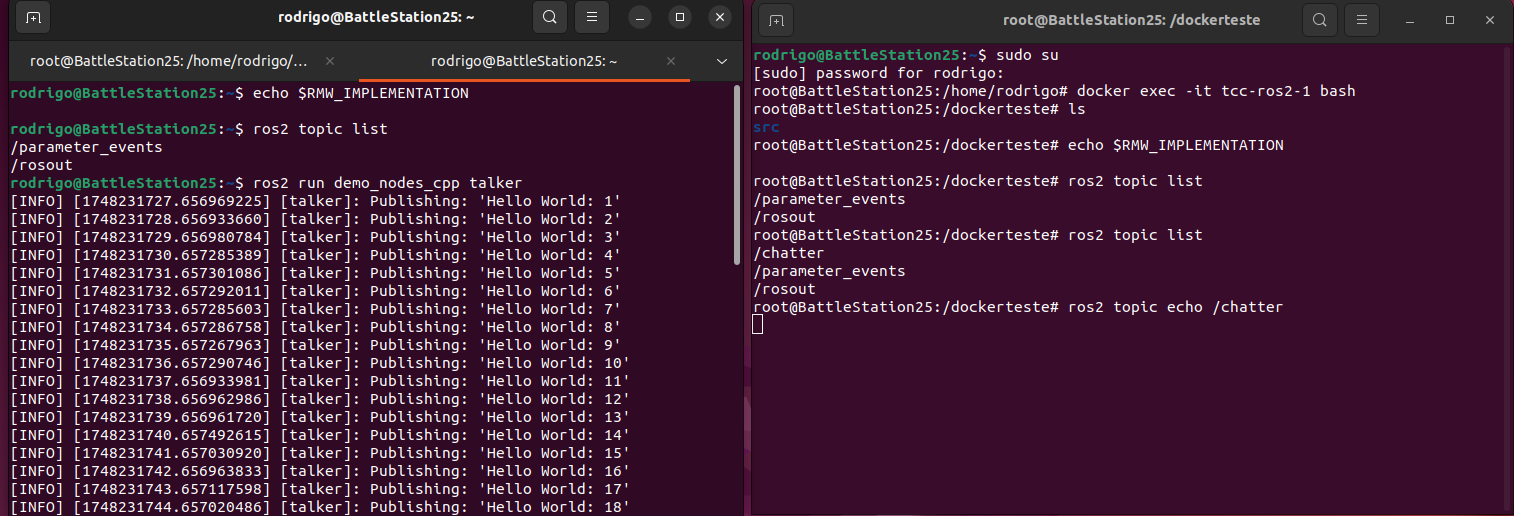 rodrigo@BattleStation25: ~
root@BattleStation25: /home/rodrigo/...
rodrigo@BattleStation25: ~
rodrigo@BattleStation25:~$ echo $RMW_IMPLEMENTATION
rodrigo@BattleStation25:~$ ros2 topic list
/parameter_events
/rosout
rodrigo@BattleStation25:~$ ros2 run demo_nodes_cpp talker
[INFO] [1748231727.656969225] [talker]: Publishing: 'Hello World: 1'
[INFO] [1748231728.656933660] [talker]: Publishing: 'Hello World: 2'
[INFO] [1748231729.656980784] [talker]: Publishing: 'Hello World: 3'
[INFO] [1748231730.657285389] [talker]: Publishing: 'Hello World: 4'
[INFO] [1748231731.657301086] [talker]: Publishing: 'Hello World: 5'
[INFO] [1748231732.657292011] [talker]: Publishing: 'Hello World: 6'
[INFO] [1748231733.657285603] [talker]: Publishing: 'Hello World: 7'
[INFO] [1748231734.657286758] [talker]: Publishing: 'Hello World: 8'
[INFO] [1748231735.657267963] [talker]: Publishing: 'Hello World: 9'
[INFO] [1748231736.657290746] [talker]: Publishing: 'Hello World: 10'
[INFO] [1748231737.656933981] [talker]: Publishing: 'Hello World: 11'
[INFO] [1748231738.656962986] [talker]: Publishing: 'Hello World: 12'
[INFO] [1748231739.656961720] [talker]: Publishing: 'Hello World: 13'
[INFO] [1748231740.657492615] [talker]: Publishing: 'Hello World: 14'
[INFO] [1748231741.657030920] [talker]: Publishing: 'Hello World: 15'
[INFO] [1748231742.656963833] [talker]: Publishing: 'Hello World: 16'
[INFO] [1748231743.657117598] [talker]: Publishing: 'Hello World: 17'
[INFO] [1748231744.657020486] [talker]: Publishing: 'Hello World: 18'
root@BattleStation25: /dockerteste
rodrigo@BattleStation25:~$ sudo su
[sudo] password for rodrigo:
root@BattleStation25:/home/rodrigo# docker exec -it tcc-ros2-1 bash
root@BattleStation25:/dockerteste# ls
src
root@BattleStation25:/dockerteste# echo $RMW_IMPLEMENTATION
root@BattleStation25:/dockerteste# ros2 topic list
/parameter_events
/rosout
root@BattleStation25:/dockerteste# ros2 topic list
/chatter
/parameter_events
/rosout
root@BattleStation25:/dockerteste# ros2 topic echo /chatter